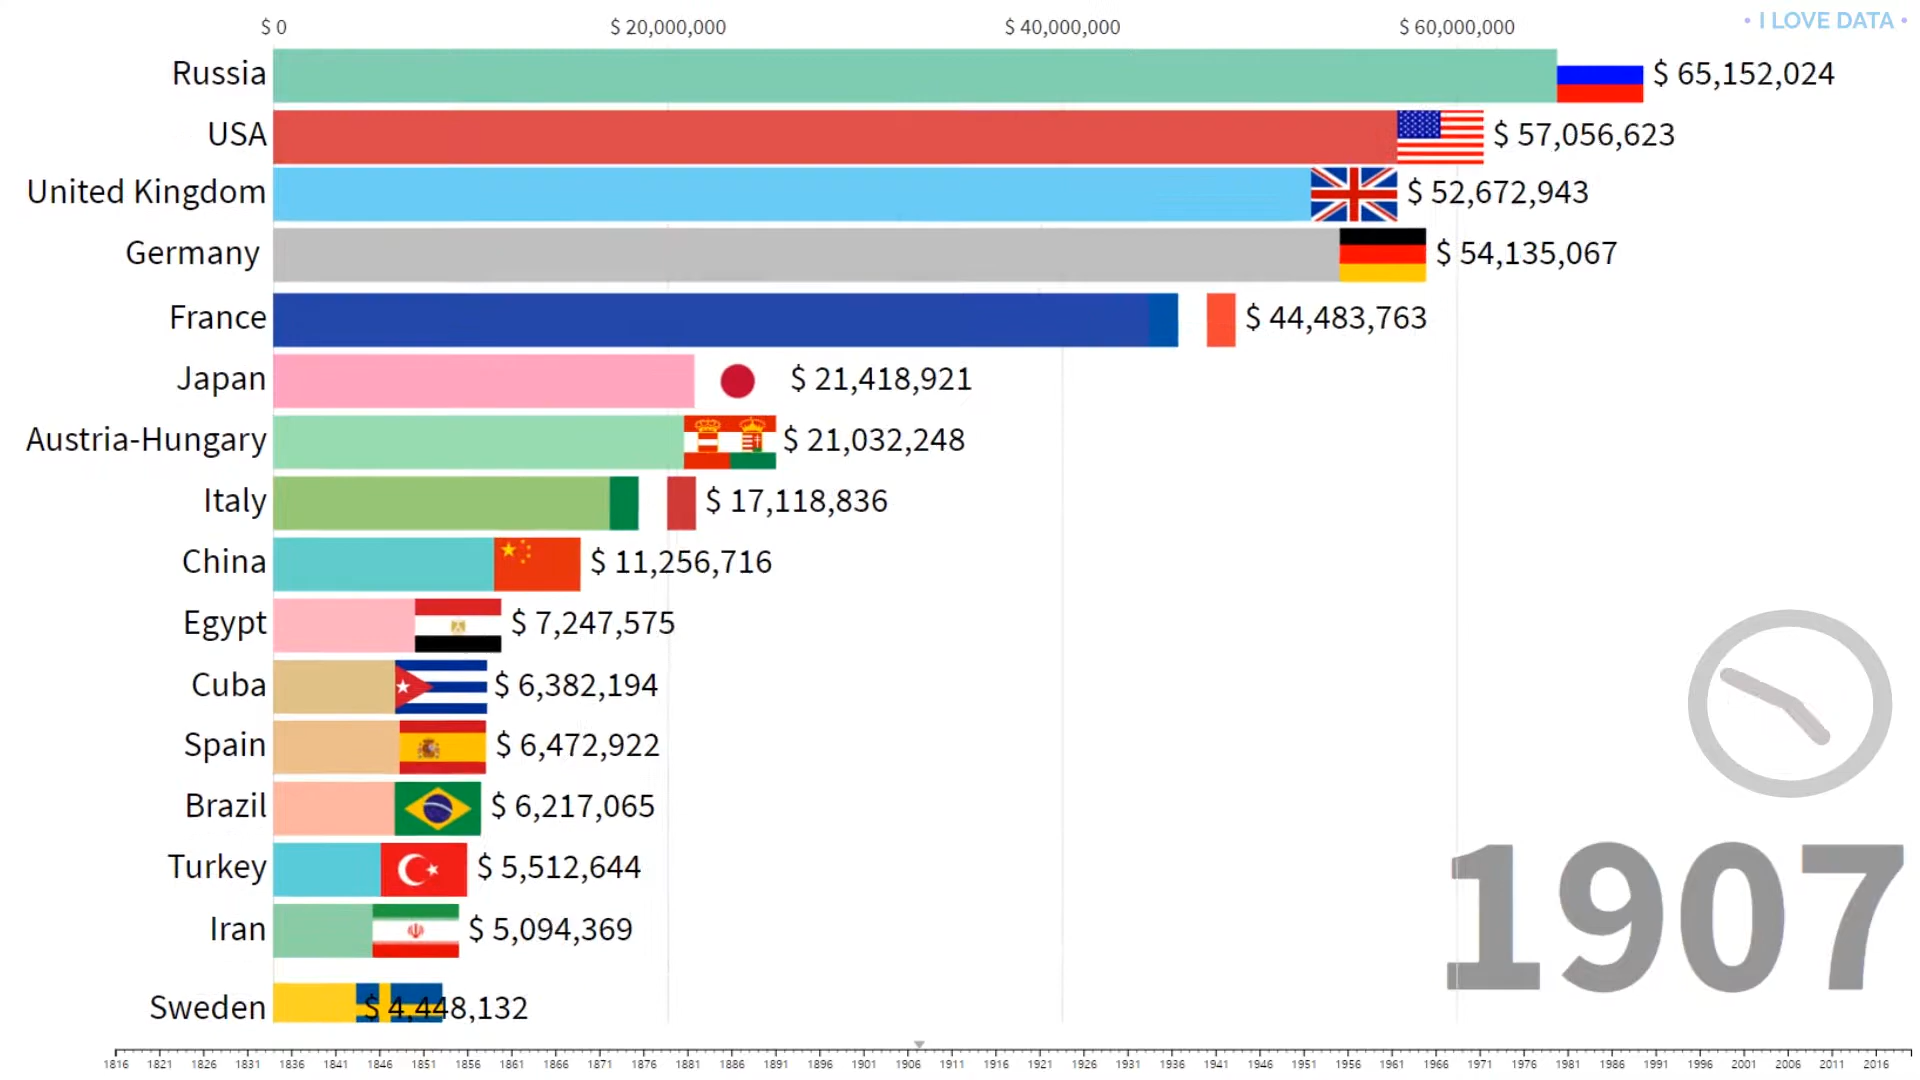 $ 0 $ 20,000,000 $ 40,000,000 $ 60,000,000 • I LOVE DATA •
Russia $ 65,152,024
USA $ 57,056,623
United Kingdom $ 52,672,943
Germany $ 54,135,067
France $ 44,483,763
Japan $ 21,418,921
Austria-Hungary $ 21,032,248
Italy $ 17,118,836
China $ 11,256,716
Egypt $ 7,247,575
Cuba $ 6,382,194
Spain $ 6,472,922
Brazil $ 6,217,065
Turkey $ 5,512,644
Iran $ 5,094,369
1907
Sweden $ 4,448,132
1816 1821 1826 1831 1836 1841 1846 1851 1856 1861 1866 1871 1876 1881 1886 1891 1896 1901 1906 1911 1916 1921 1926 1931 1936 1941 1946 1951 1956 1961 1966 1971 1976 1981 1986 1991 1996 2001 2006 2011 2016